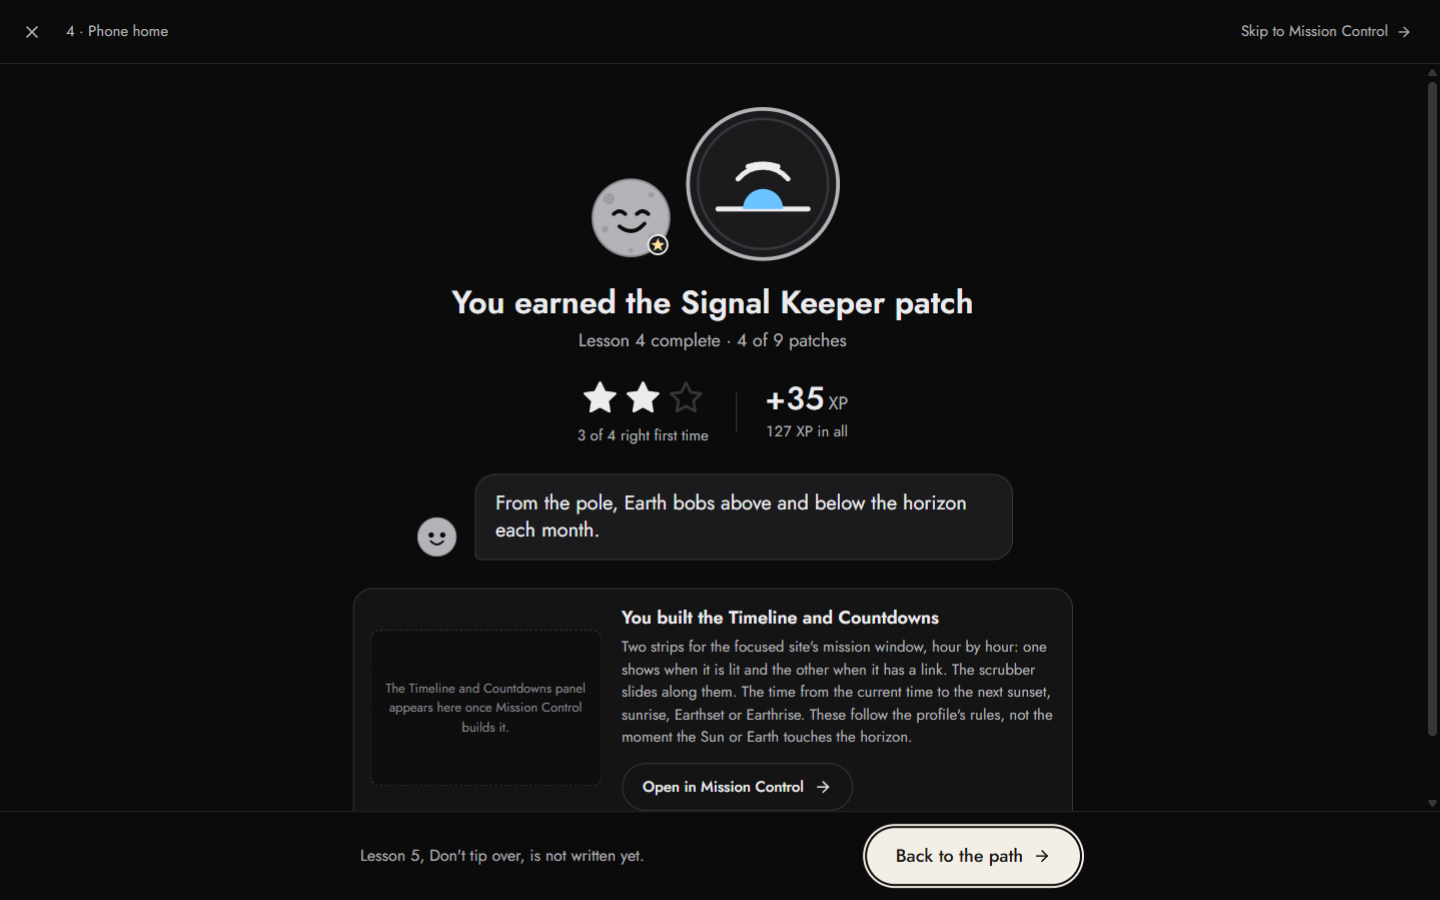 4 · Phone home
Skip to Mission Control
You earned the Signal Keeper patch
Lesson 4 complete · 4 of 9 patches
3 of 4 right first time
+35 XP
127 XP in all
From the pole, Earth bobs above and below the horizon
each month.
The Timeline and Countdowns panel
appears here once Mission Control
builds it.
You built the Timeline and Countdowns
Two strips for the focused site's mission window, hour by hour: one
shows when it is lit and the other when it has a link. The scrubber
slides along them. The time from the current time to the next sunset,
sunrise, Earthset or Earthrise. These follow the profile's rules, not the
moment the Sun or Earth touches the horizon.
Open in Mission Control
Lesson 5, Don't tip over, is not written yet.
Back to the path